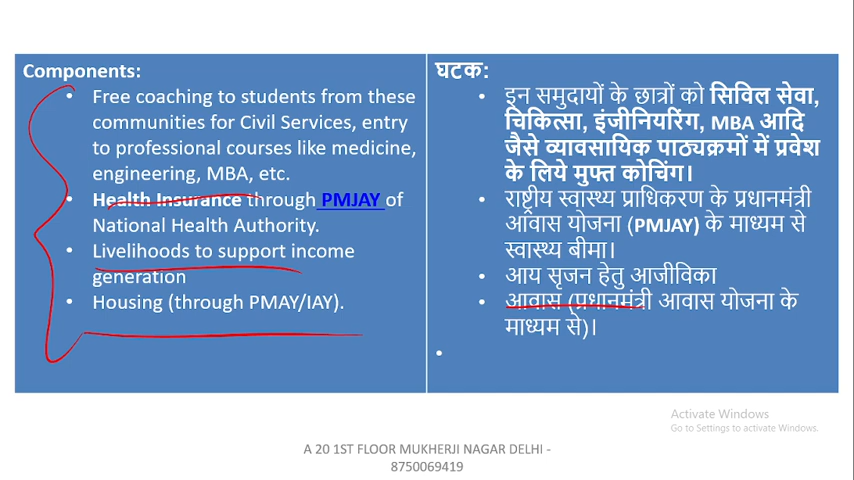 Components:
• Free coaching to students from these
communities for Civil Services, entry
to professional courses like medicine,
engineering, MBA, etc.
• Health Insurance through PMJAY of
National Health Authority.
• Livelihoods to support income
generation
• Housing (through PMAY/IAY).
घटक:
• इन समुदायों के छात्रों को सिविल सेवा,
चिकित्सा, इंजीनियरिंग, MBA आदि
जैसे व्यावसायिक पाठ्यक्रमों में प्रवेश
के लिये मुफ्त कोचिंग।
• राष्ट्रीय स्वास्थ्य प्राधिकरण के प्रधानमंत्री
आवास योजना (PMJAY) के माध्यम से
स्वास्थ्य बीमा।
• आय सृजन हेतु आजीविका
• आवास (प्रधानमंत्री आवास योजना के
माध्यम से)।
•
Activate Windows
Go to Settings to activate Windows.
A 20 1ST FLOOR MUKHERJI NAGAR DELHI -
8750069419